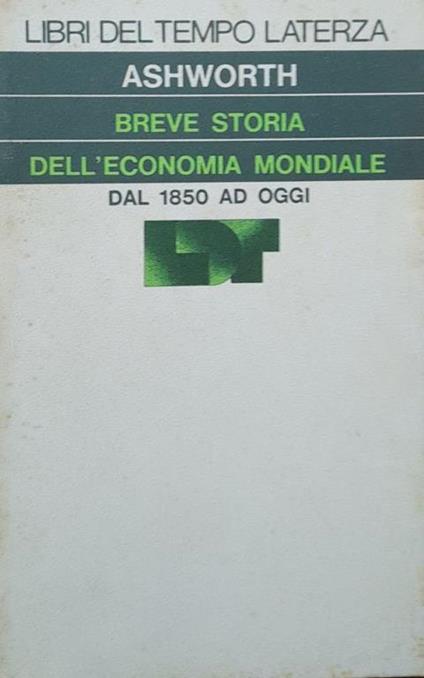 LIBRI DEL TEMPO LATERZA
ASHWORTH
BREVE STORIA
DELL'ECONOMIA MONDIALE
DAL 1850 AD OGGI
LDT